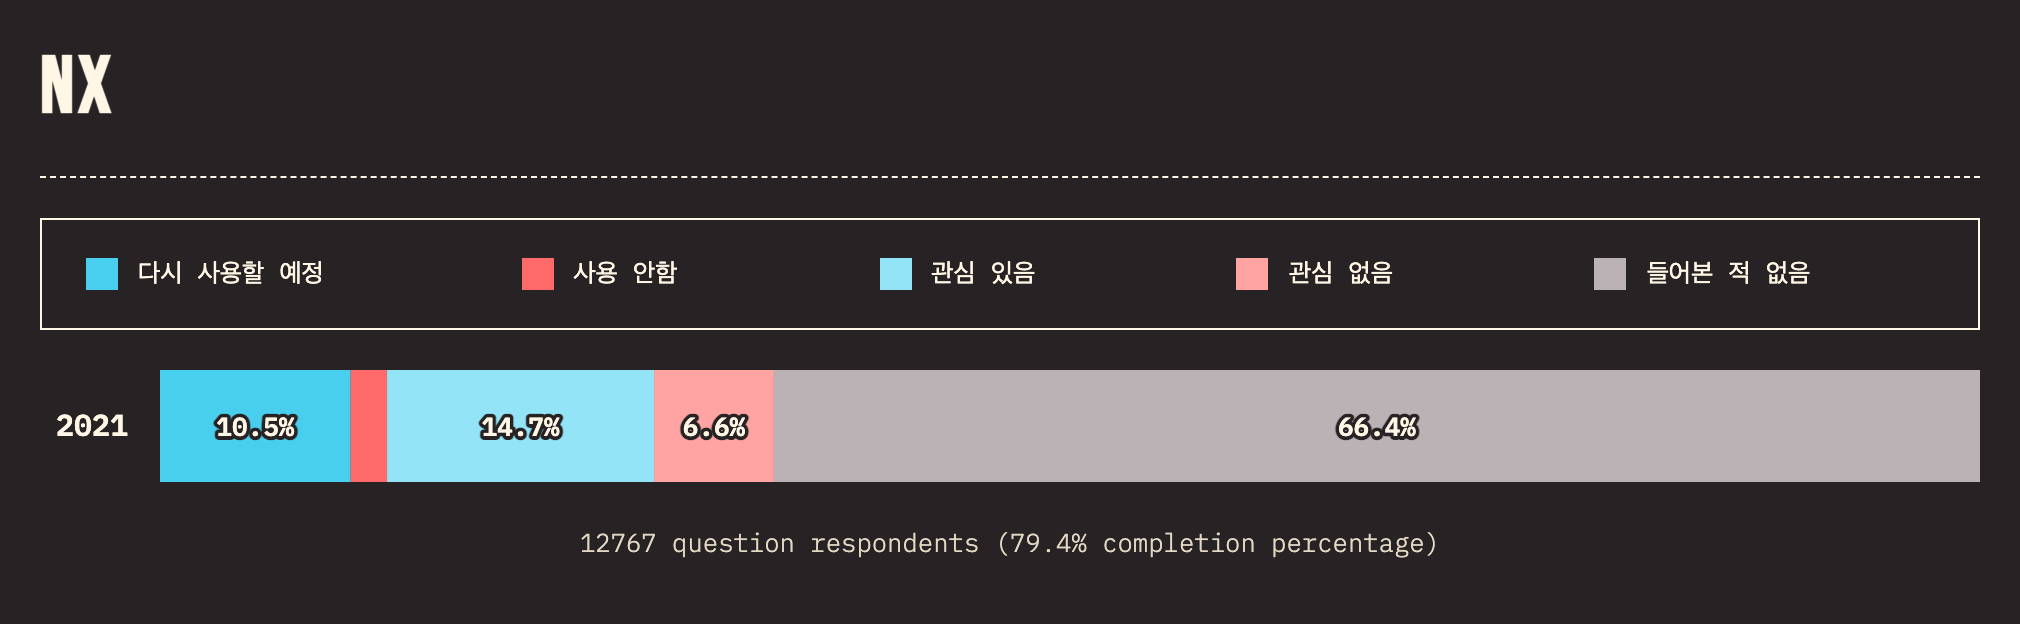 NX
다시 사용할 예정 사용 안함 관심 있음 관심 없음 들어본 적 없음
2021 10.5% 14.7% 6.6% 66.4%
12767 question respondents (79.4% completion percentage)